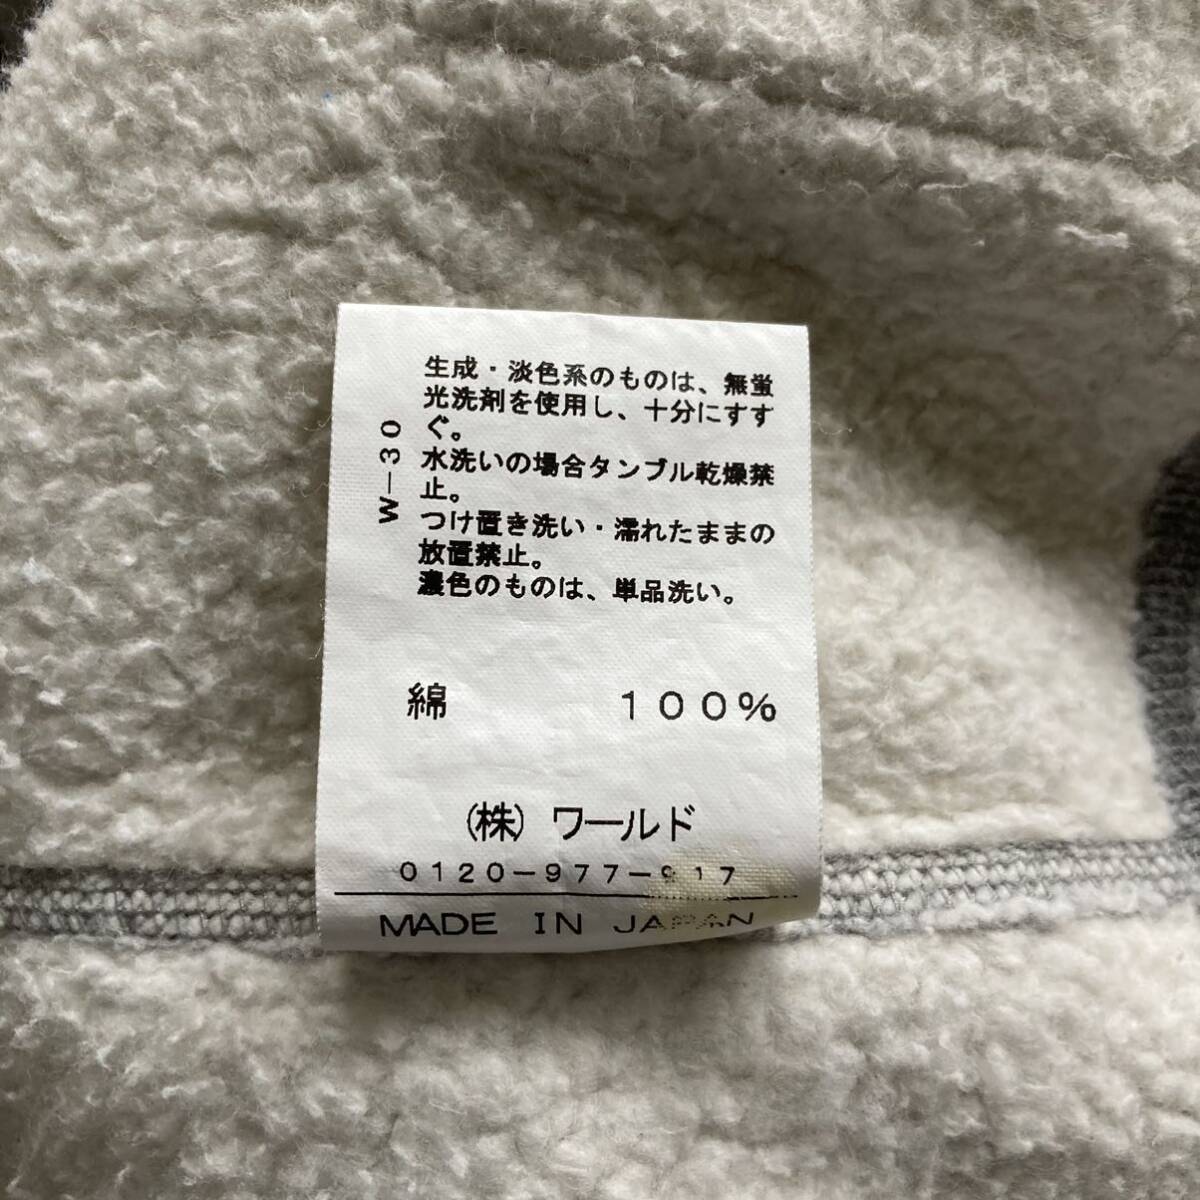 生成・淡色系のものは、無蛍
光洗剤を使用し、十分にすす
ぐ。
水洗いの場合タンブル乾燥禁
止。
つけ置き洗い・濡れたままの
放置禁止。
濃色のものは、単品洗い。
W-30
綿 100%
(株) ワールド
0120-977-917
MADE IN JAPAN